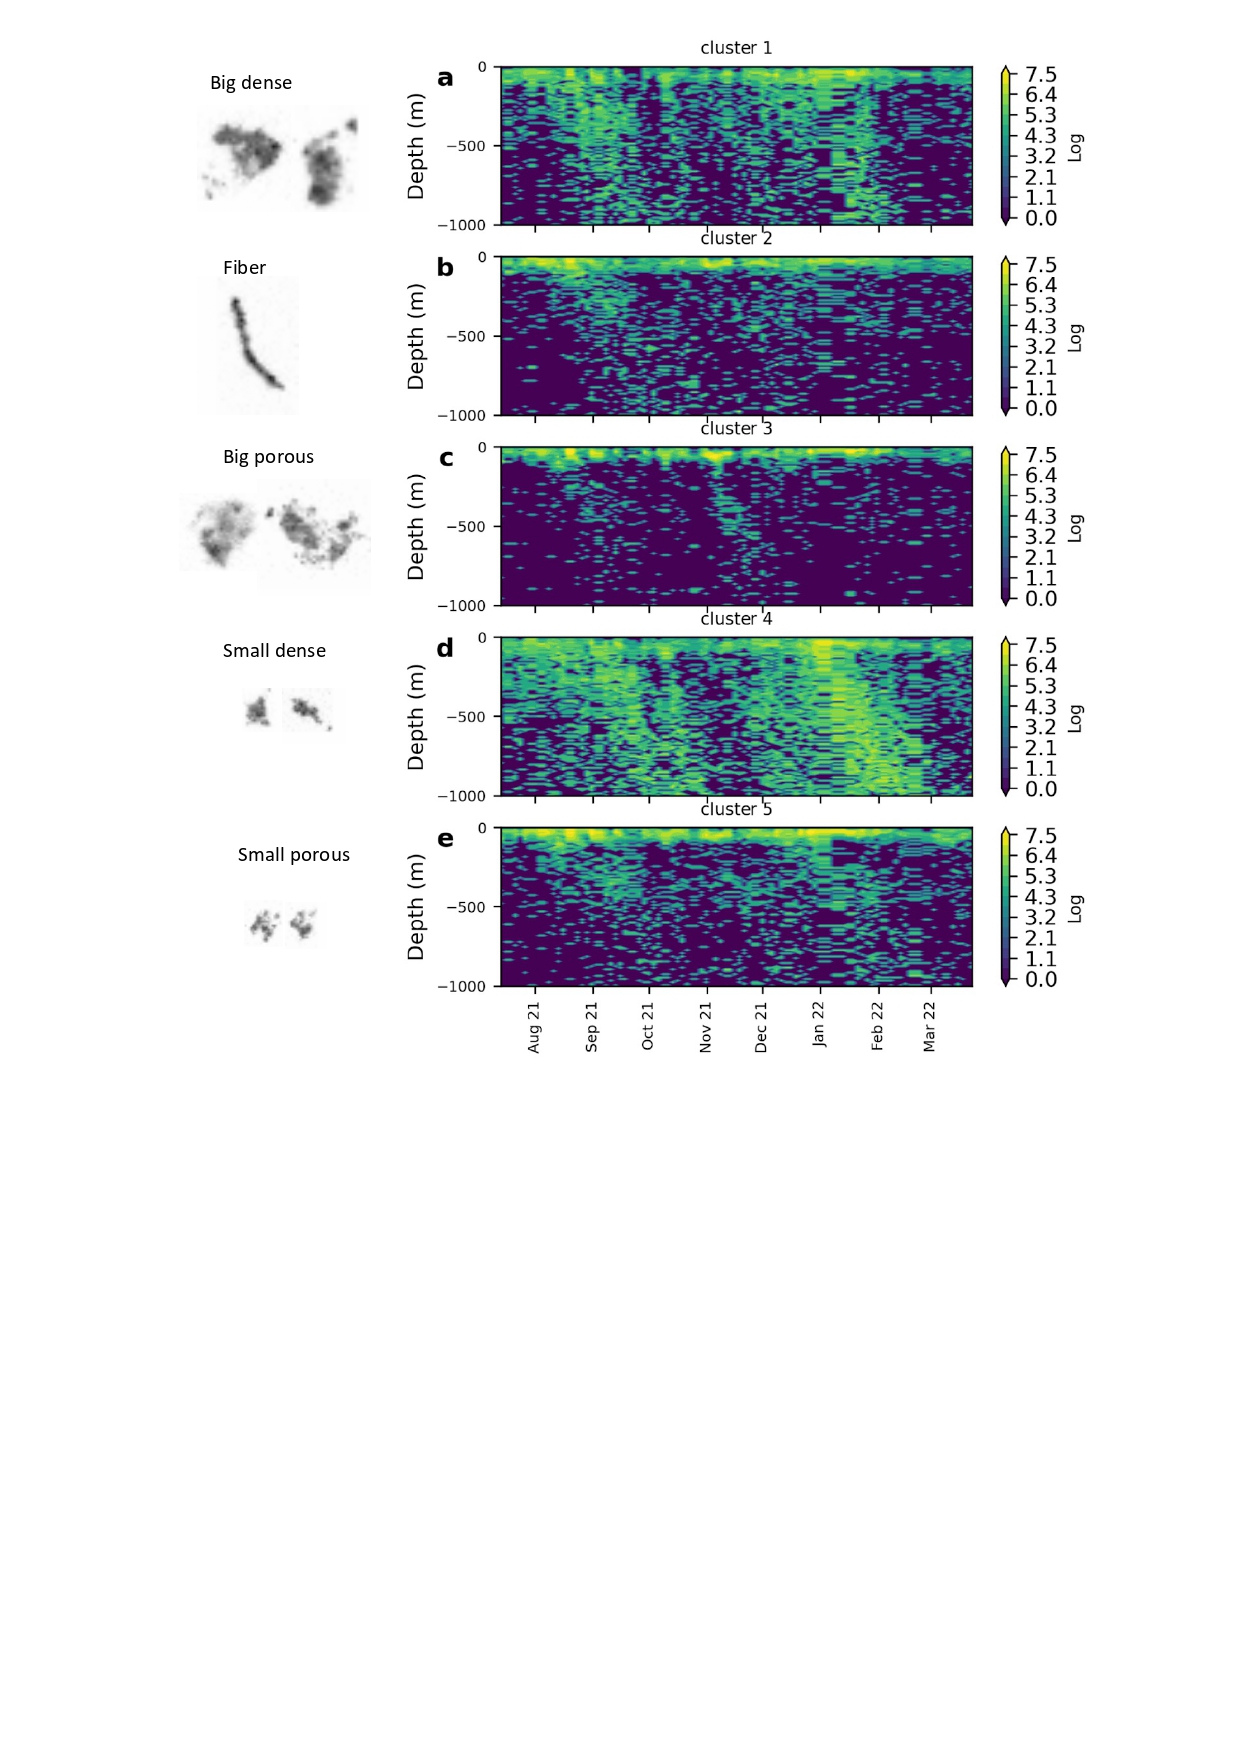 cluster 1
Big dense
a
Depth (m)
0
−500
−1000
7.5
6.4
5.3
4.3
3.2
2.1
1.1
0.0
Log
cluster 2
Fiber
b
Depth (m)
0
−500
−1000
7.5
6.4
5.3
4.3
3.2
2.1
1.1
0.0
Log
cluster 3
Big porous
c
Depth (m)
0
−500
−1000
7.5
6.4
5.3
4.3
3.2
2.1
1.1
0.0
Log
cluster 4
Small dense
d
Depth (m)
0
−500
−1000
7.5
6.4
5.3
4.3
3.2
2.1
1.1
0.0
Log
cluster 5
Small porous
e
Depth (m)
0
−500
−1000
7.5
6.4
5.3
4.3
3.2
2.1
1.1
0.0
Log
Aug 21
Sep 21
Oct 21
Nov 21
Dec 21
Jan 22
Feb 22
Mar 22